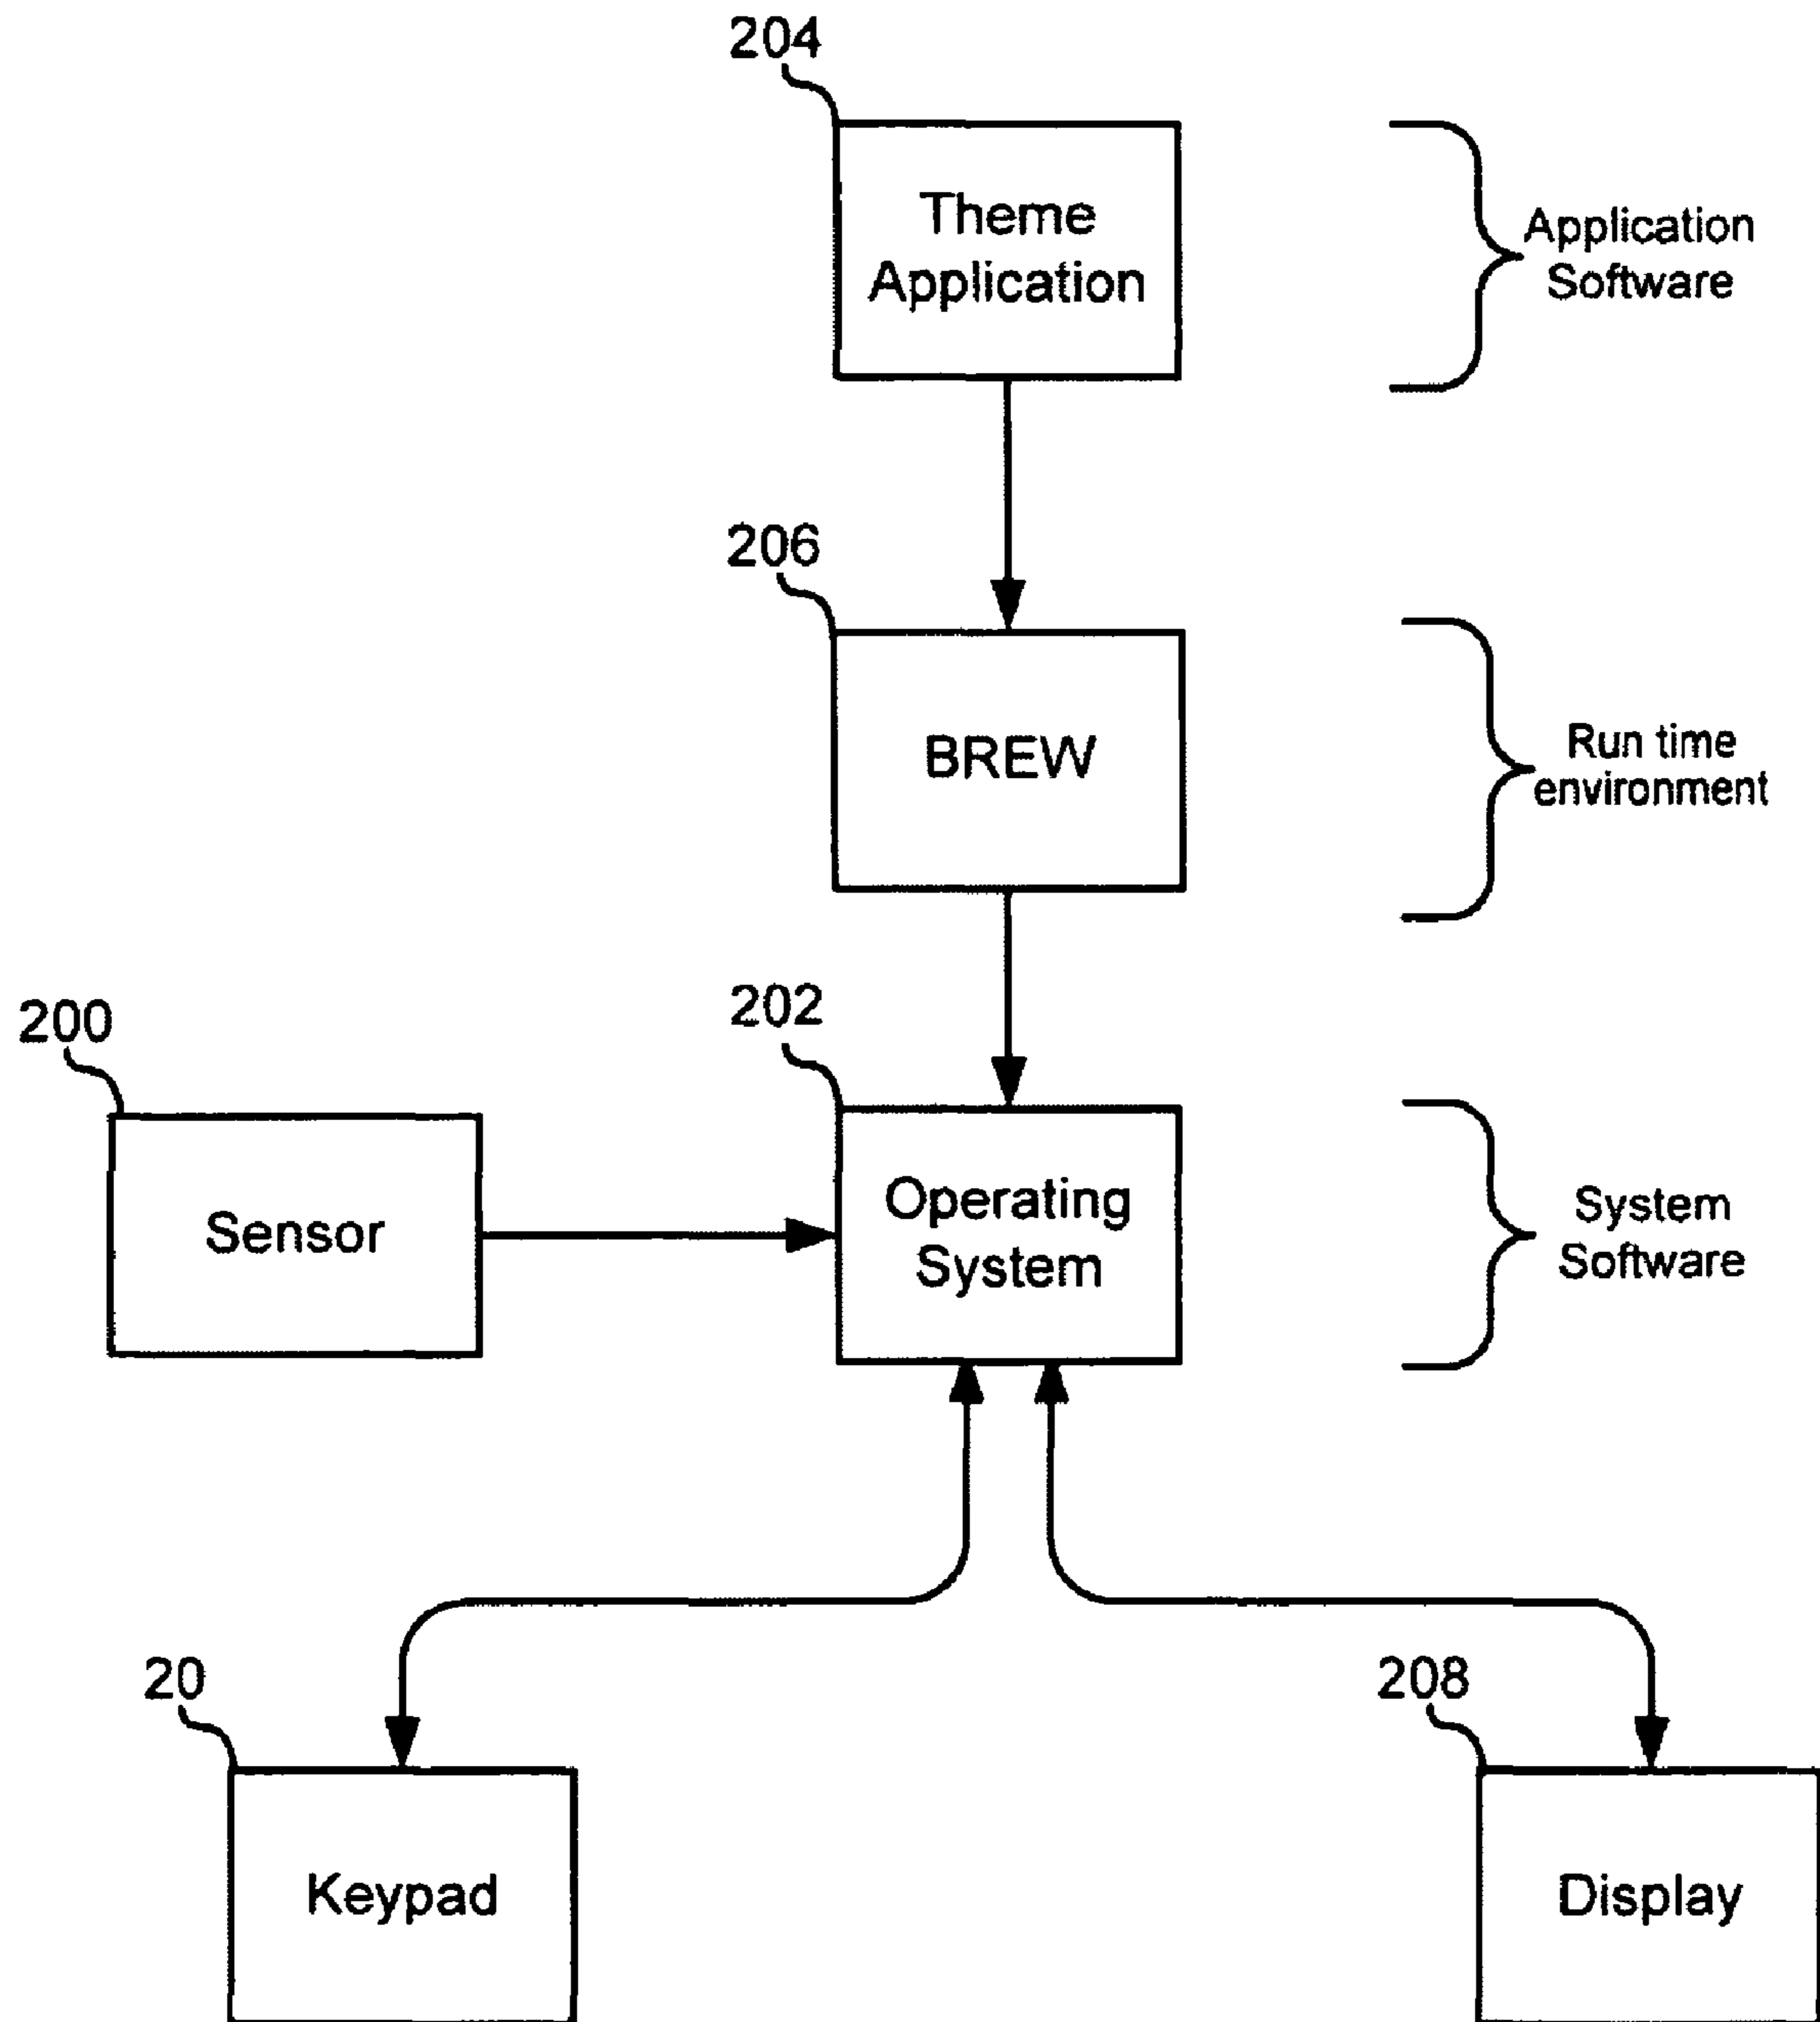 204
Theme
Application
Application
Software
206
BREW
Run time
environment
200
202
Sensor
Operating
System
System
Software
20
208
Keypad
Display